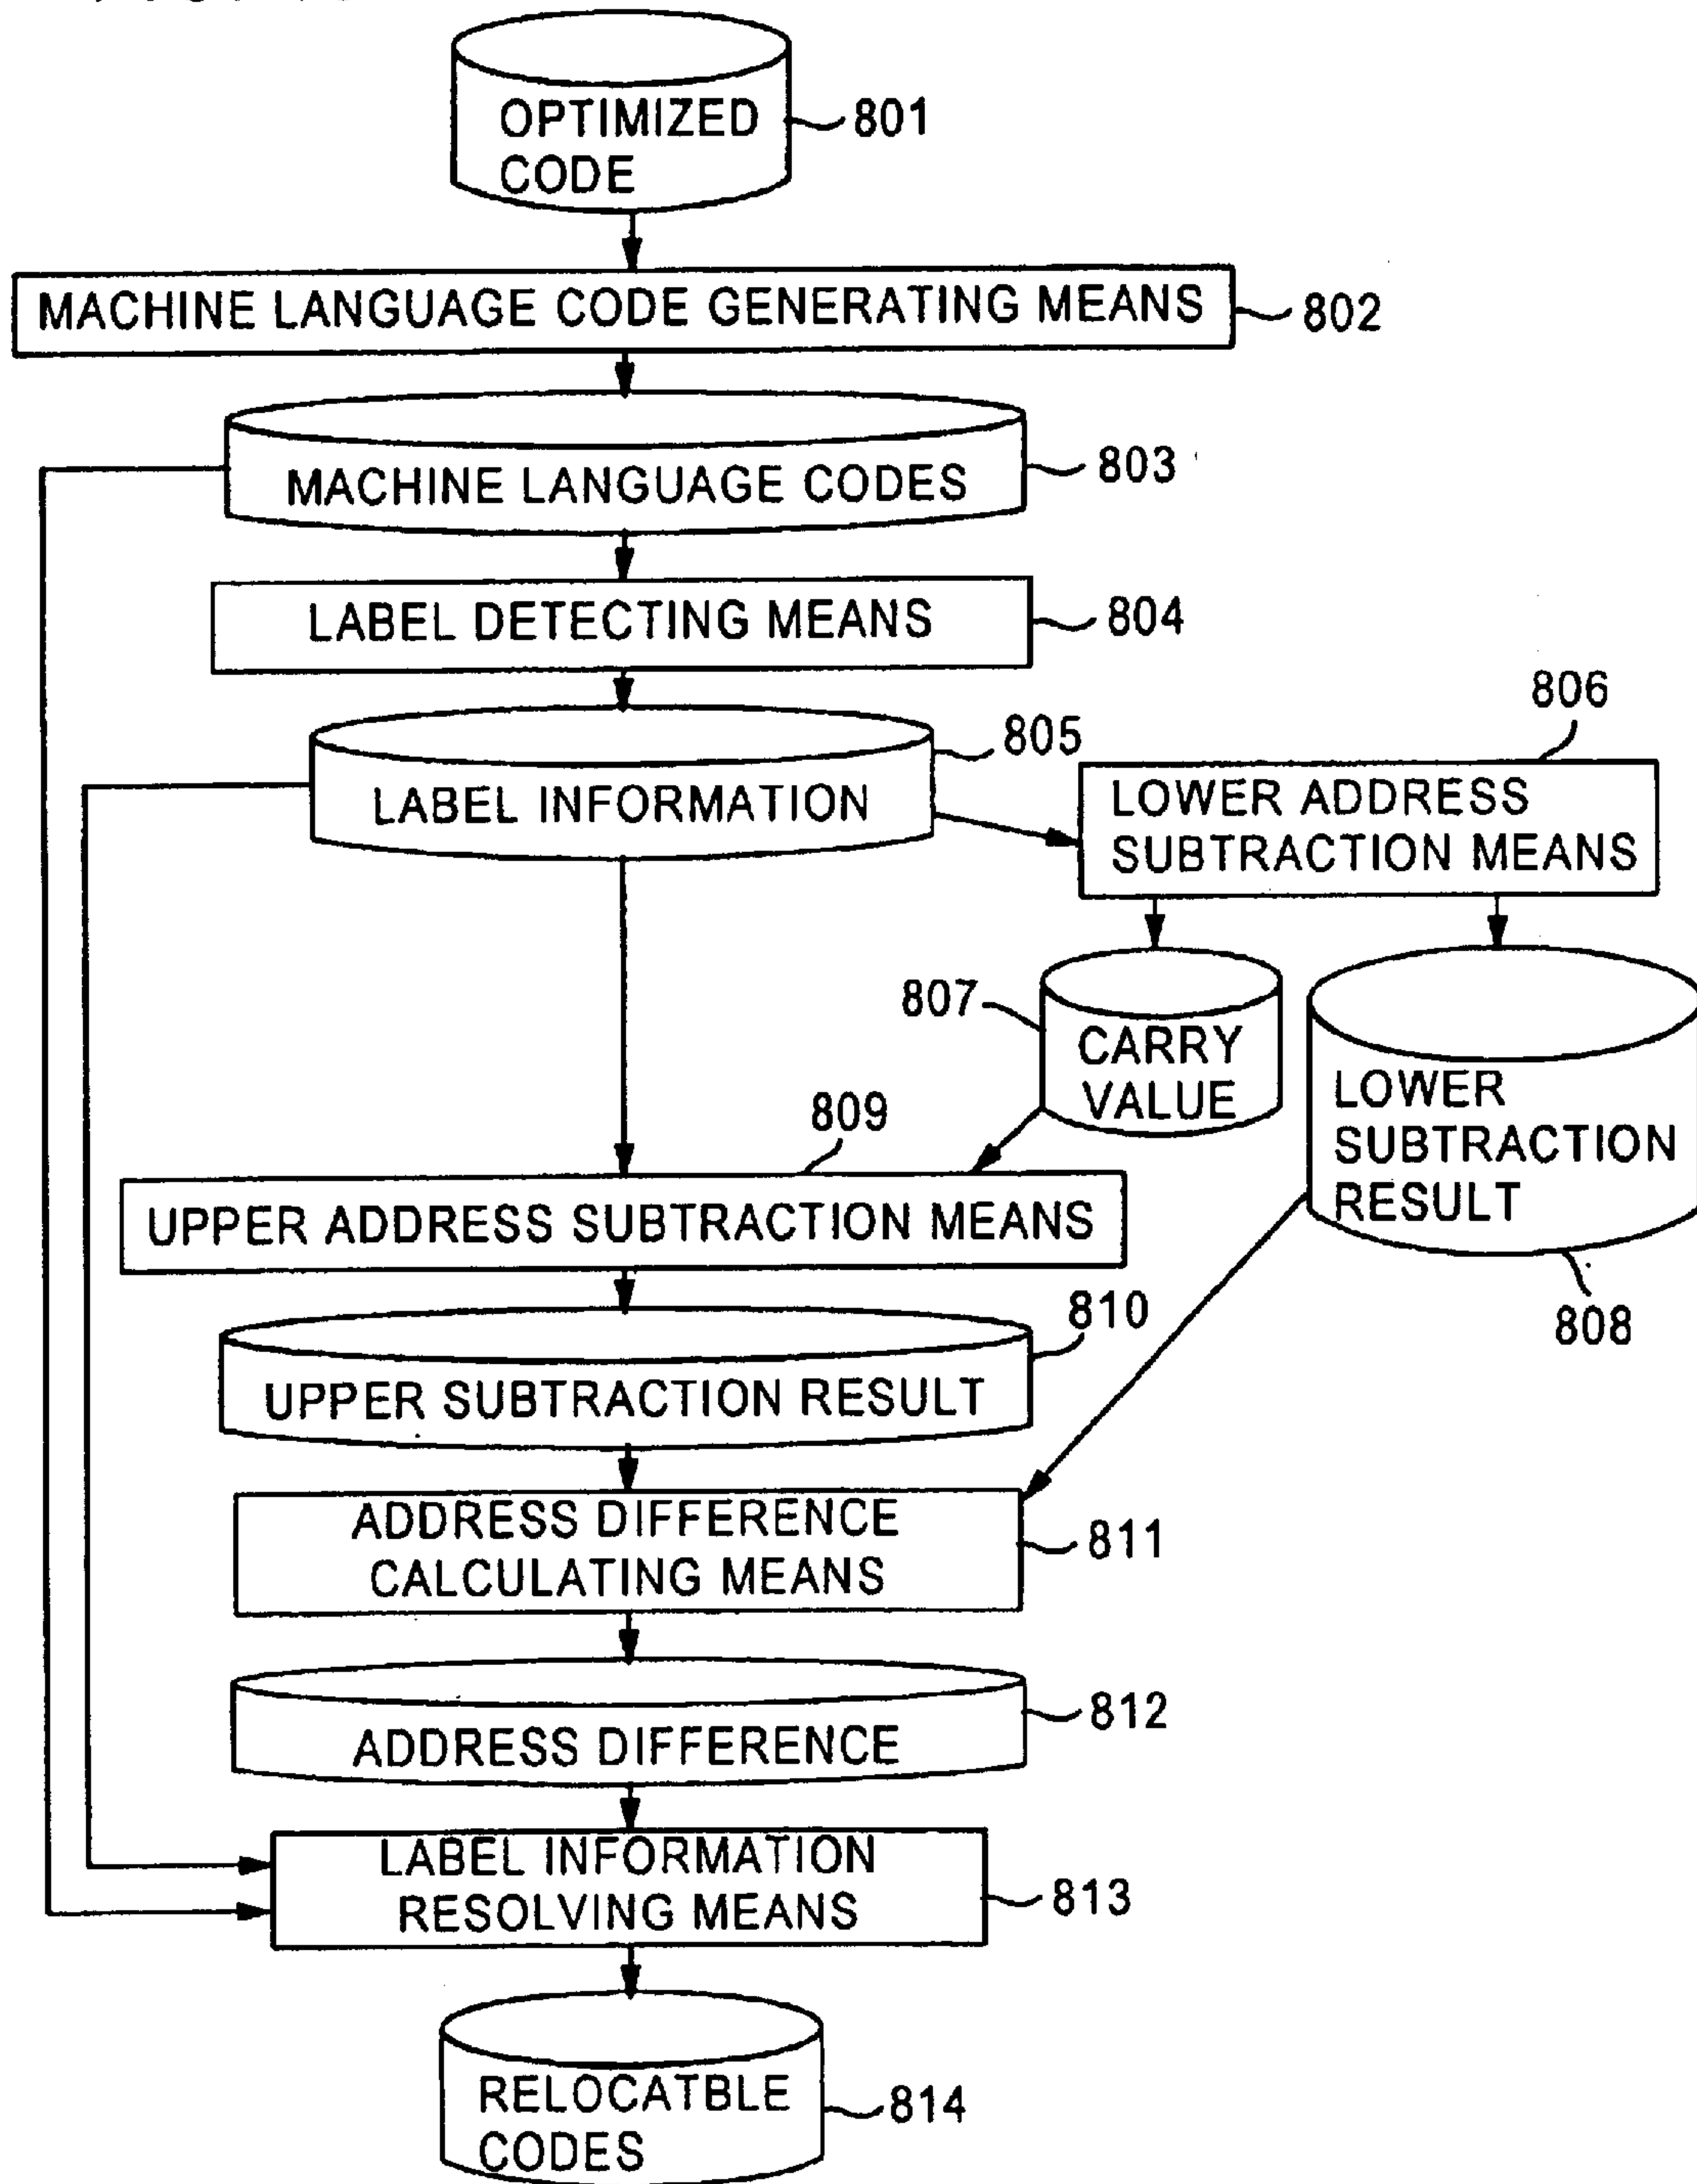 OPTIMIZED
CODE
801
MACHINE LANGUAGE CODE GENERATING MEANS
802
MACHINE LANGUAGE CODES
803
LABEL DETECTING MEANS
804
LABEL INFORMATION
805
806
LOWER ADDRESS
SUBTRACTION MEANS
807
CARRY
VALUE
LOWER
SUBTRACTION
RESULT
808
809
UPPER ADDRESS SUBTRACTION MEANS
810
UPPER SUBTRACTION RESULT
ADDRESS DIFFERENCE
CALCULATING MEANS
811
ADDRESS DIFFERENCE
812
LABEL INFORMATION
RESOLVING MEANS
813
RELOCATBLE
CODES
814